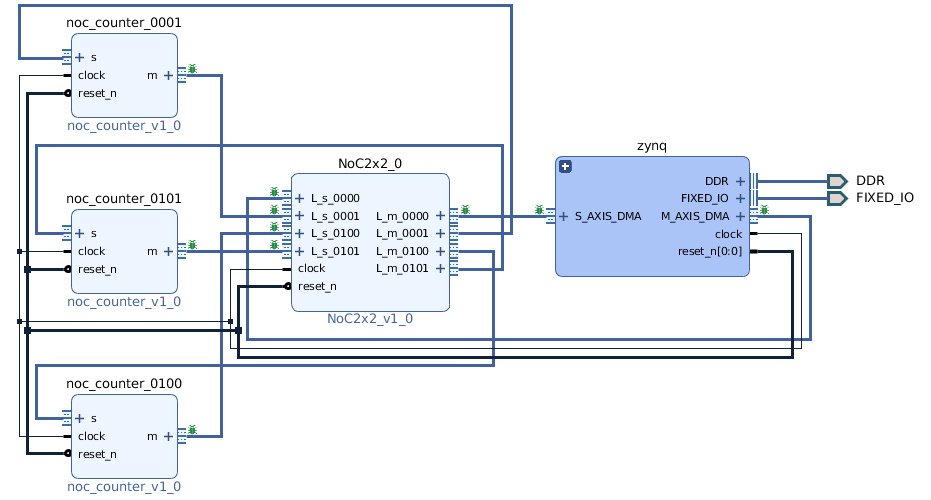 noc_counter_0001
+ s
clock m +
reset_n
noc_counter_v1_0
noc_counter_0101
+ s
clock m +
reset_n
noc_counter_v1_0
NoC2x2_0
+ L_s_0000
+ L_s_0001 L_m_0000 +
+ L_s_0100 L_m_0001 +
+ L_s_0101 L_m_0100 +
clock L_m_0101 +
reset_n
NoC2x2_v1_0
zynq
+
DDR +
FIXED_IO +
+ S_AXIS_DMA M_AXIS_DMA +
clock
reset_n[0:0]
DDR
FIXED_IO
noc_counter_0100
+ s
clock m +
reset_n
noc_counter_v1_0